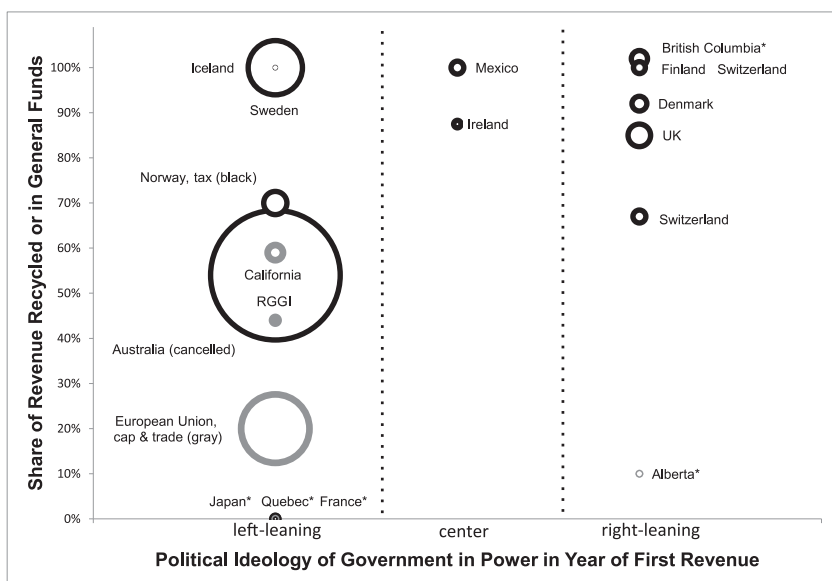 Share of Revenue Recycled or in General Funds
100%
90%
80%
70%
60%
50%
40%
30%
20%
10%
0%
Iceland
Sweden
Norway, tax (black)
California
RGGI
Australia (cancelled)
European Union,
cap & trade (gray)
Japan* Quebec* France*
Mexico
Ireland
British Columbia*
Finland Switzerland
Denmark
UK
Switzerland
Alberta*
left-leaning
center
right-leaning
Political Ideology of Government in Power in Year of First Revenue